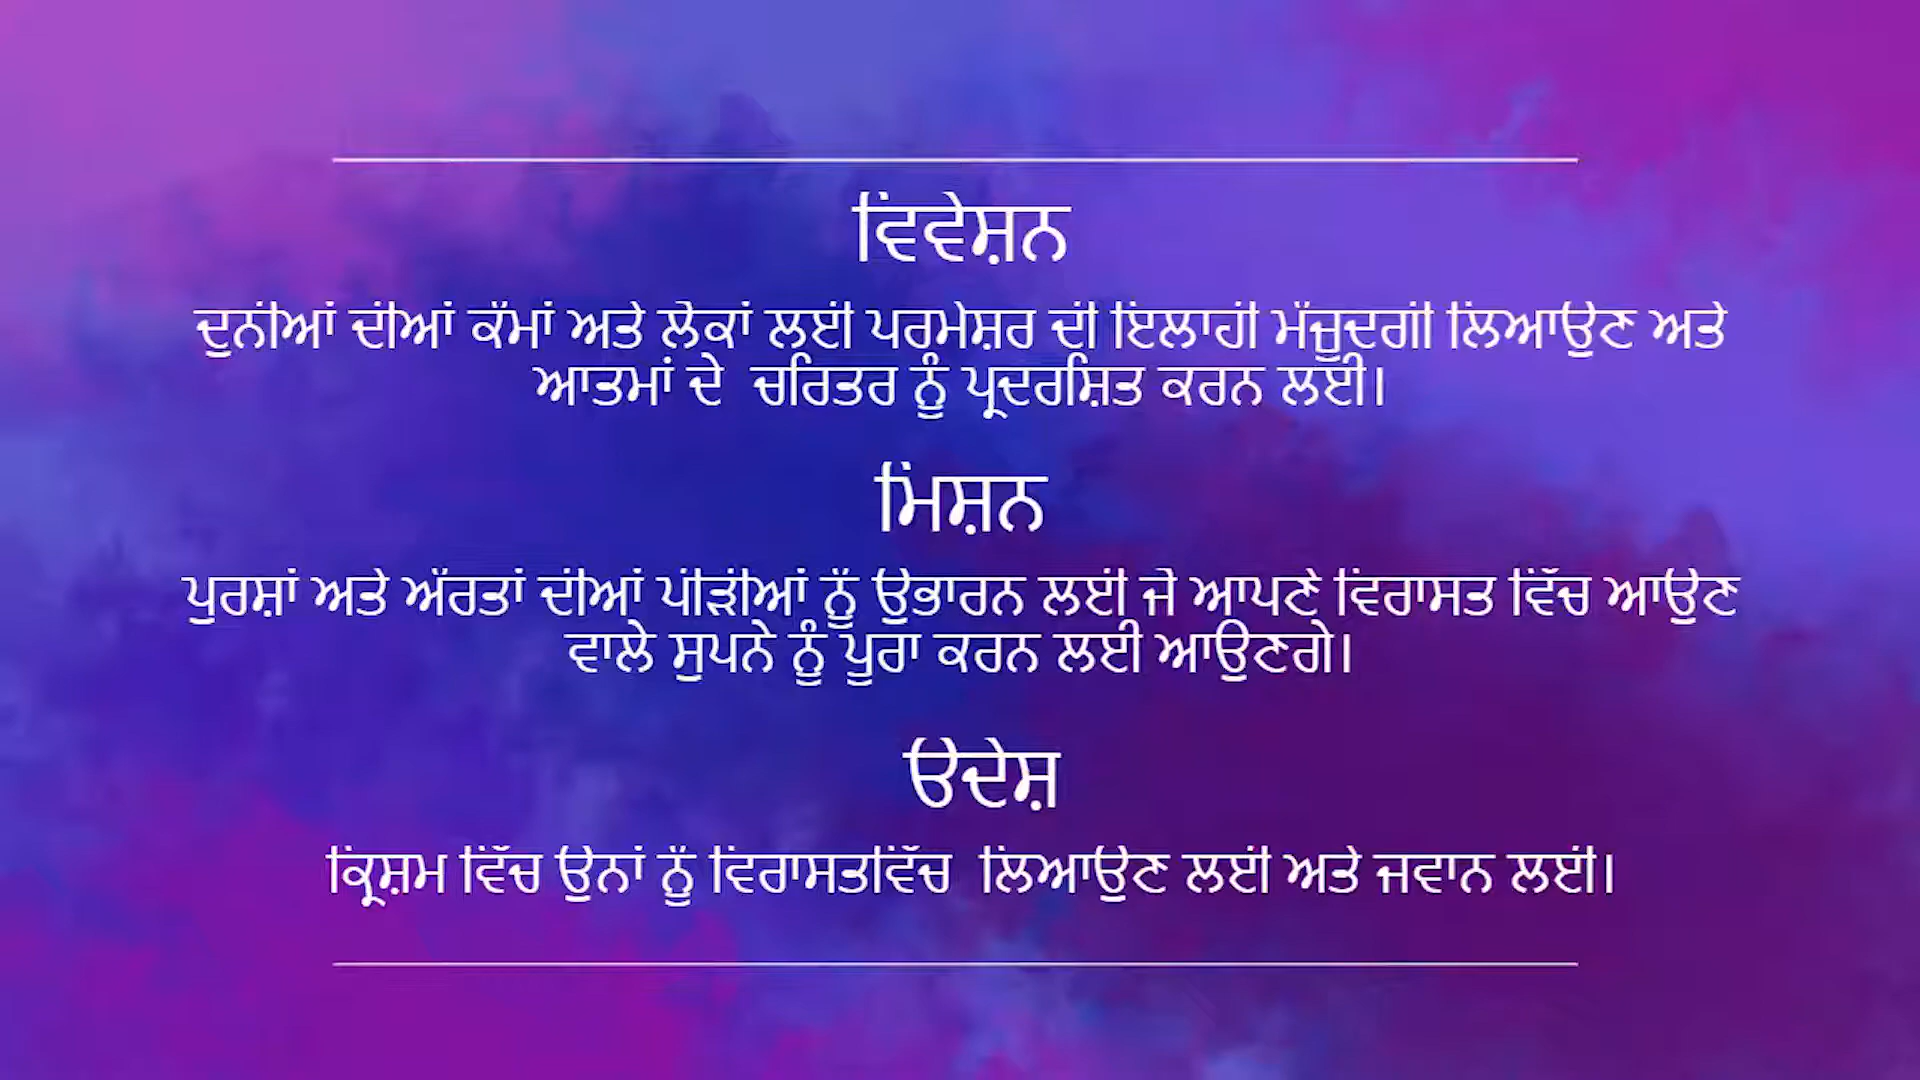 ਵਿਵੇਸ਼ਨ
ਦੁਨੀਆਂ ਦੀਆਂ ਕੌਮਾਂ ਅਤੇ ਲੋਕਾਂ ਲਈ ਪਰਮੇਸ਼ਰ ਦੀ ਇਲਾਹੀ ਮੌਜੂਦਗੀ ਲਿਆਉਣ ਅਤੇ
ਆਤਮਾਂ ਦੇ ਚਰਿਤਰ ਨੂੰ ਪ੍ਰਦਰਸ਼ਿਤ ਕਰਨ ਲਈ।
ਮਿਸ਼ਨ
ਪੁਰਸ਼ਾਂ ਅਤੇ ਔਰਤਾਂ ਦੀਆਂ ਪੀੜੀਆਂ ਨੂੰ ਉਭਾਰਨ ਲਈ ਜੋ ਆਪਣੇ ਵਿਰਾਸਤ ਵਿੱਚ ਆਉਣ
ਵਾਲੇ ਸੁਪਨੇ ਨੂੰ ਪੂਰਾ ਕਰਨ ਲਈ ਆਉਣਗੇ।
ਓਦੇਸ਼
ਕ੍ਰਿਸ਼ਮ ਵਿੱਚ ਉਨਾਂ ਨੂੰ ਵਿਰਾਸਤਵਿੱਚ ਲਿਆਉਣ ਲਈ ਅਤੇ ਜਵਾਨ ਲਈ।